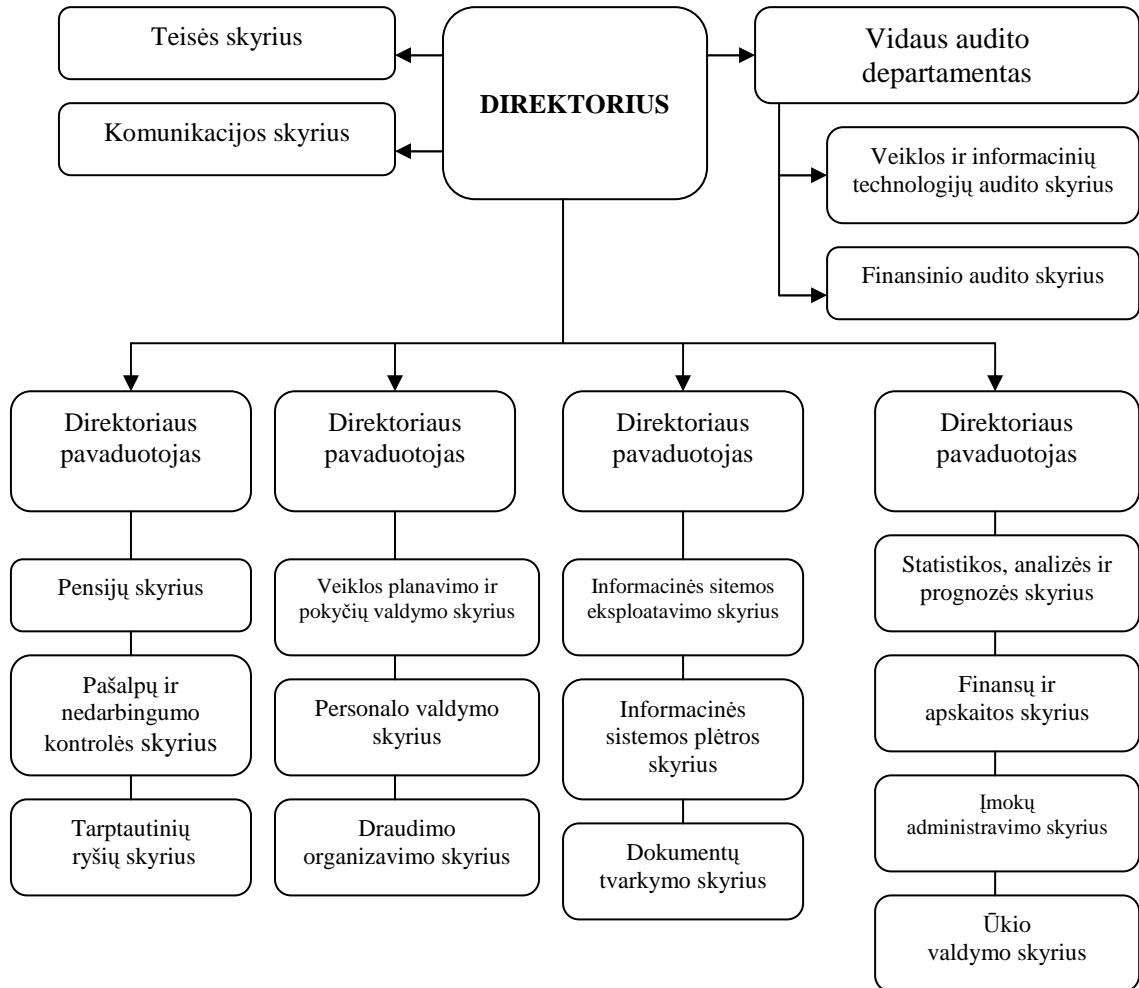 Teisės skyrius
Komunikacijos skyrius
DIREKTORIUS
Vidaus audito
departamentas
Veiklos ir informacinių
technologijų audito skyrius
Finansinio audito skyrius
Direktoriaus
pavaduotojas
Pensijų skyrius
Pašalpų ir
nedarbingumo
kontrolės skyrius
Tarptautinių
ryšių skyrius
Direktoriaus
pavaduotojas
Veiklos planavimo ir
pokyčių valdymo skyrius
Personalo valdymo
skyrius
Draudimo
organizavimo skyrius
Direktoriaus
pavaduotojas
Informacinės sitemos
eksploatavimo skyrius
Informacinės
sistemos plėtros
skyrius
Dokumentų
tvarkymo skyrius
Direktoriaus
pavaduotojas
Statistikos, analizės ir
prognozės skyrius
Finansų ir
apskaitos skyrius
Įmokų
administravimo skyrius
Ūkio
valdymo skyrius